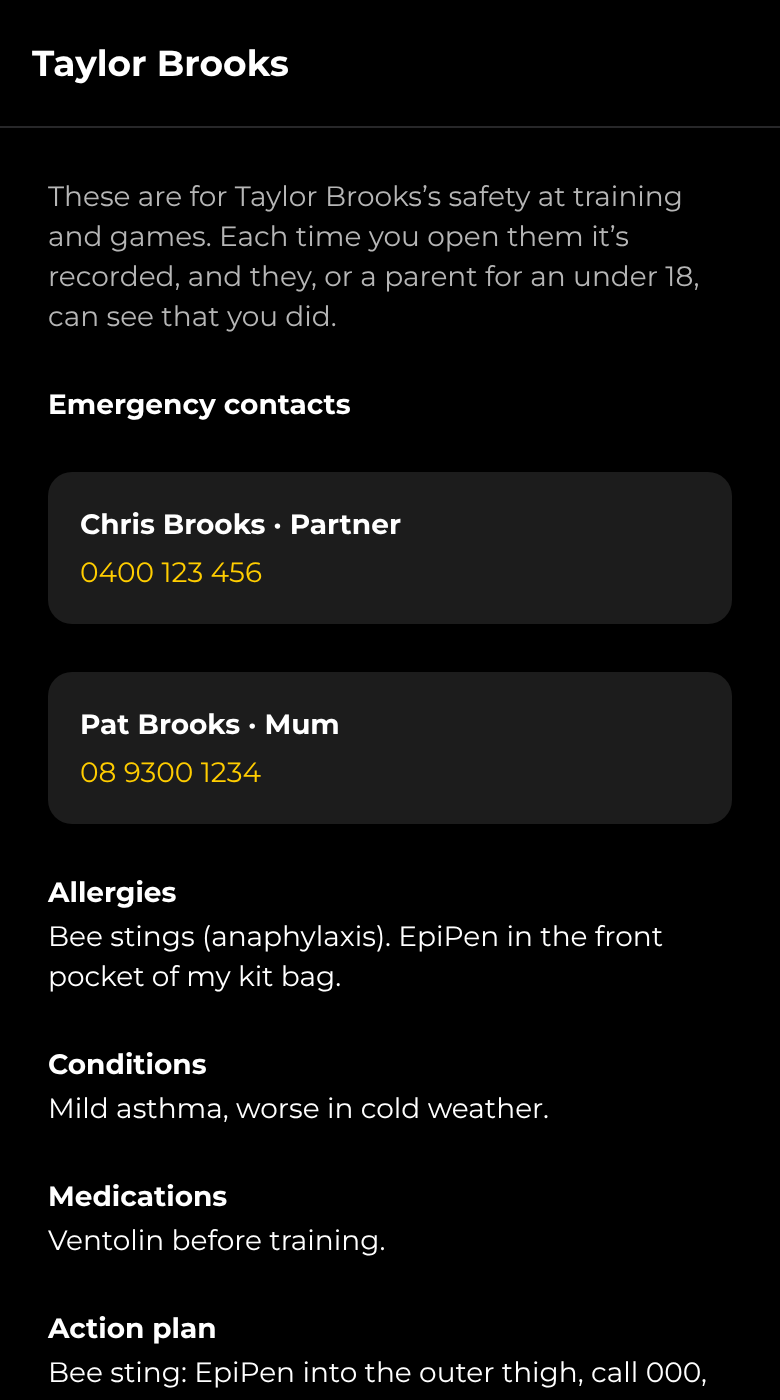 Taylor Brooks
These are for Taylor Brooks’s safety at training
and games. Each time you open them it’s
recorded, and they, or a parent for an under 18,
can see that you did.
Emergency contacts
Chris Brooks · Partner
0400 123 456
Pat Brooks · Mum
08 9300 1234
Allergies
Bee stings (anaphylaxis). EpiPen in the front
pocket of my kit bag.
Conditions
Mild asthma, worse in cold weather.
Medications
Ventolin before training.
Action plan
Bee sting: EpiPen into the outer thigh, call 000,